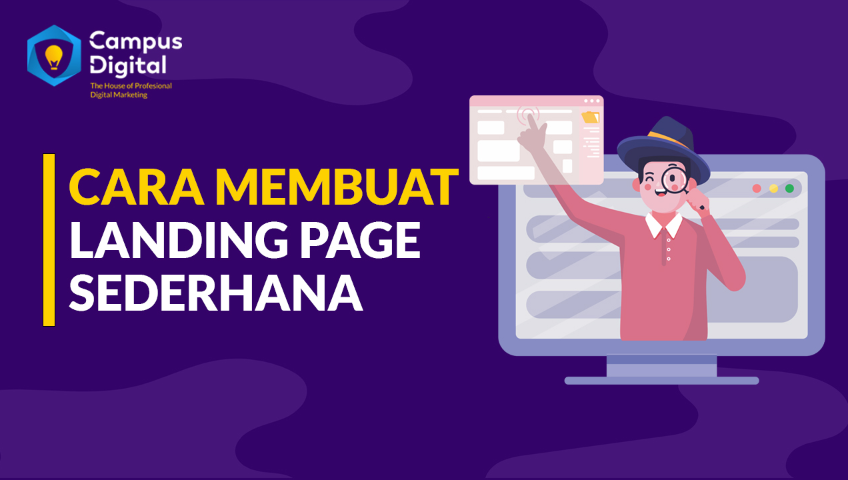 Campus
Digital
The House of Profesional
Digital Marketing
CARA MEMBUAT
LANDING PAGE
SEDERHANA